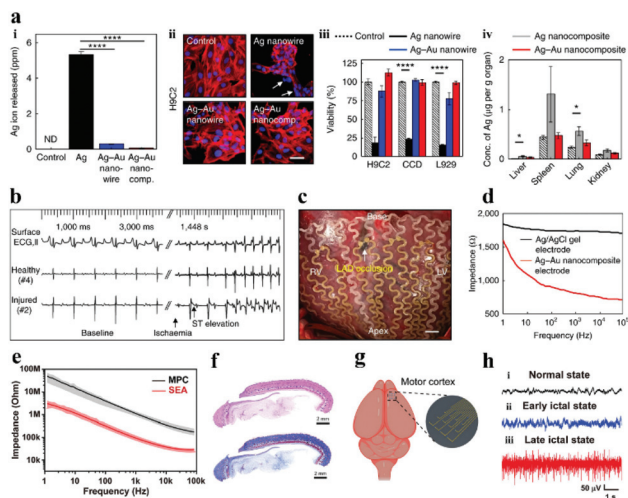 a
i
Ag ion released (ppm)
6
4
2
0
****
****
ND
Control
Ag
Ag–Au
nano-
wire
Ag–Au
nano-
comp.
ii
H9C2
Control
Ag nanowire
Ag–Au
nanowire
Ag–Au
nanocomp.
iii
Control
Ag nanowire
Ag–Au nanowire
Viability
(%)
125
100
75
50
25
0
****
****
H9C2
CCD
L929
iv
Ag nanocomposite
Ag–Au nanocomposite
Conc. of Ag (µg per g organ)
2
1
0
*
*
Liver
Spleen
Lung
Kidney
b
1,000 ms
3,000 ms
1,448 s
Surface
ECG,II
Healthy
(#4)
Injured
(#2)
ST elevation
Baseline
Ischaemia
c
Base
RV
LAD occlusion
LV
Apex
d
Impedance (Ω)
2,000
1,500
1,000
500
0
Ag/AgCl gel
electrode
Ag–Au nanocomposite
electrode
1
10
10²
10³
10⁴
10⁵
Frequency (Hz)
e
Impedance (Ohm)
100M
10M
1M
100k
10k
MPC
SEA
1
10
100
1k
10k
100k
Frequency (Hz)
f
2 mm
2 mm
g
Motor cortex
h
i
Normal state
ii
Early ictal state
iii
Late ictal state
50 µV
1 s